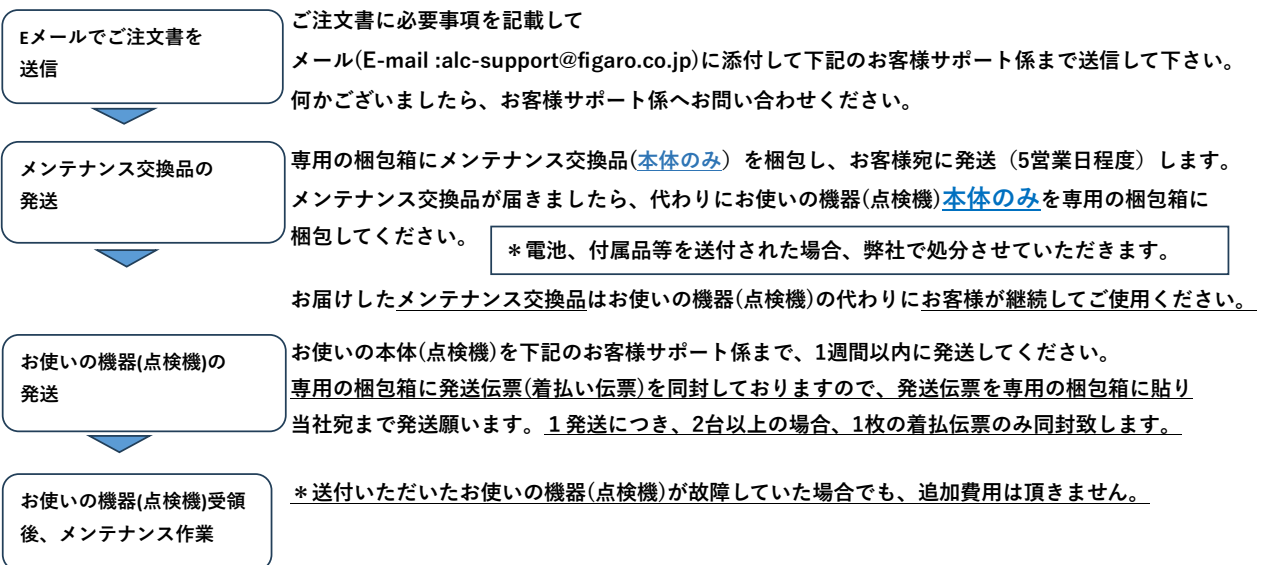 Eメールでご注文書を
送信
ご注文書に必要事項を記載して
メール(E-mail :alc-support@figaro.co.jp)に添付して下記のお客様サポート係まで送信して下さい。
何かございましたら、お客様サポート係へお問い合わせください。
メンテナンス交換品の
発送
専用の梱包箱にメンテナンス交換品(本体のみ）を梱包し、お客様宛に発送（5営業日程度）します。
メンテナンス交換品が届きましたら、代わりにお使いの機器(点検機)本体のみを専用の梱包箱に
梱包してください。
＊電池、付属品等を送付された場合、弊社で処分させていただきます。
お届けしたメンテナンス交換品はお使いの機器(点検機)の代わりにお客様が継続してご使用ください。
お使いの機器(点検機)の
発送
お使いの本体(点検機)を下記のお客様サポート係まで、1週間以内に発送してください。
専用の梱包箱に発送伝票(着払い伝票)を同封しておりますので、発送伝票を専用の梱包箱に貼り
当社宛まで発送願います。１発送につき、2台以上の場合、1枚の着払伝票のみ同封致します。
お使いの機器(点検機)受領
後、メンテナンス作業
＊送付いただいたお使いの機器(点検機)が故障していた場合でも、追加費用は頂きません。